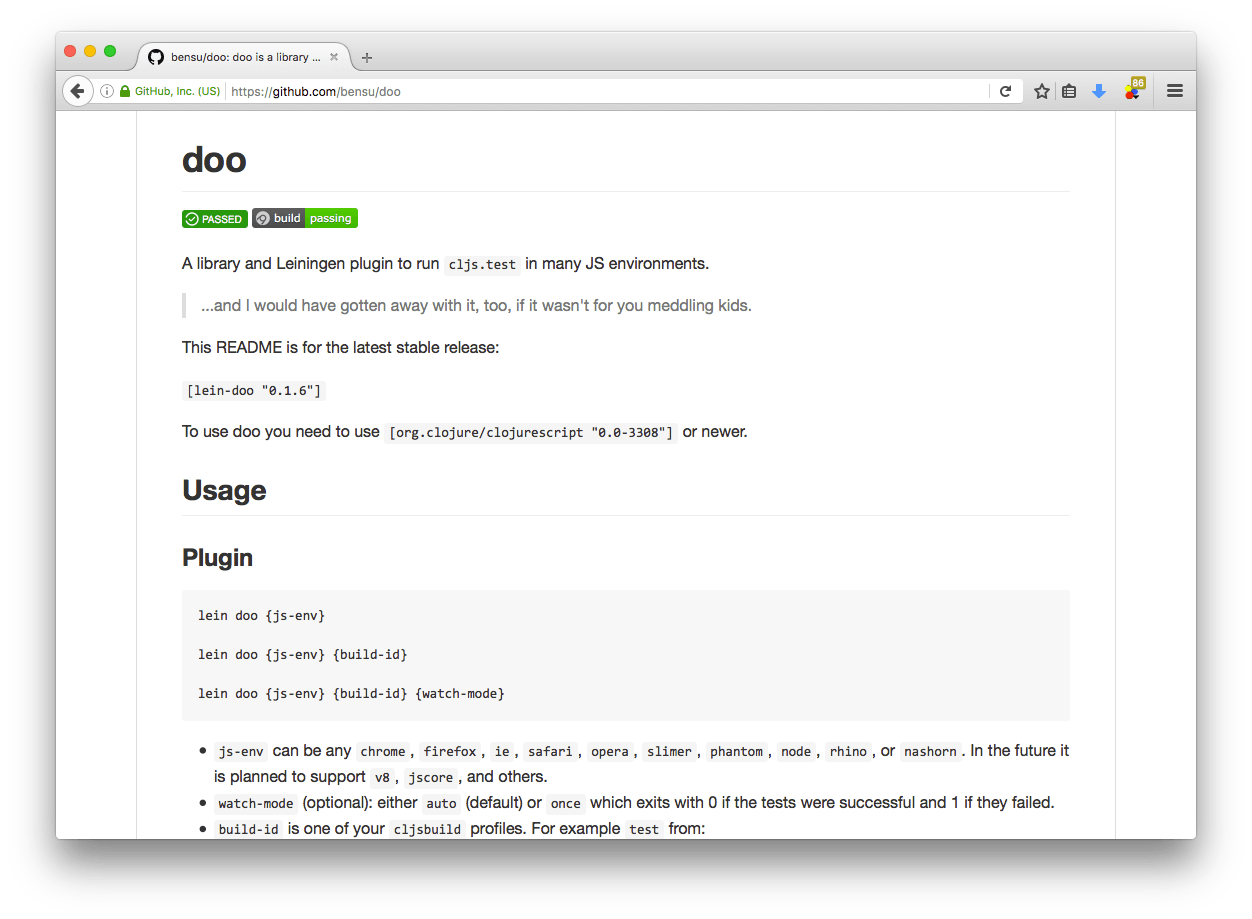 bensu/doo: doo is a library ...
GitHub, Inc. (US)
https://github.com/bensu/doo
86
doo
PASSED
build passing
A library and Leiningen plugin to run cljs.test in many JS environments.
...and I would have gotten away with it, too, if it wasn't for you meddling kids.
This README is for the latest stable release:
[lein-doo "0.1.6"]
To use doo you need to use [org.clojure/clojurescript "0.0-3308"] or newer.
Usage
Plugin
lein doo {js-env}
lein doo {js-env} {build-id}
lein doo {js-env} {build-id} {watch-mode}
js-env can be any chrome, firefox, ie, safari, opera, slimer, phantom, node, rhino, or nashorn. In the future it
is planned to support v8, jscore, and others.
watch-mode (optional): either auto (default) or once which exits with 0 if the tests were successful and 1 if they failed.
build-id is one of your cljsbuild profiles. For example test from: